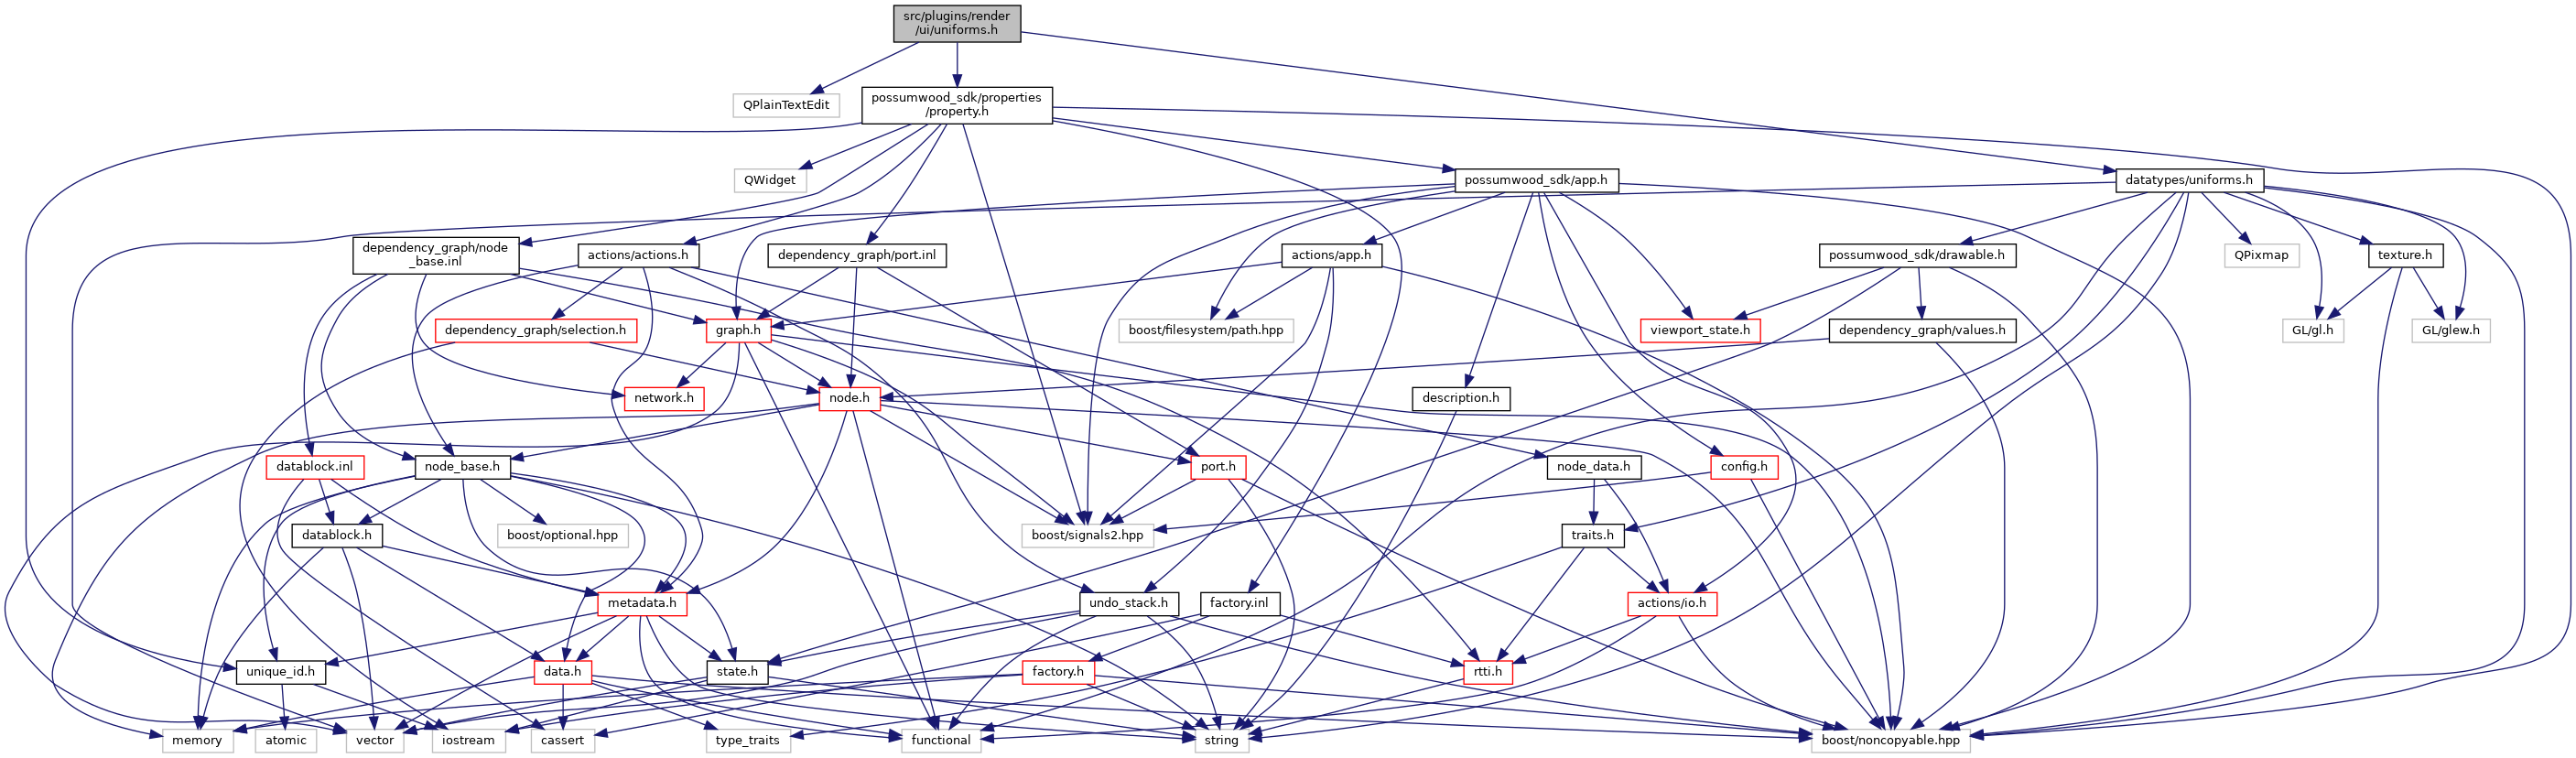 src/plugins/render
/ui/uniforms.h
QPlainTextEdit
possumwood_sdk/properties
/property.h
QWidget
possumwood_sdk/app.h
datatypes/uniforms.h
dependency_graph/node
_base.inl
actions/actions.h
dependency_graph/port.inl
actions/app.h
possumwood_sdk/drawable.h
QPixmap
texture.h
dependency_graph/selection.h
graph.h
boost/filesystem/path.hpp
viewport_state.h
dependency_graph/values.h
GL/gl.h
GL/glew.h
network.h
node.h
description.h
datablock.inl
node_base.h
port.h
node_data.h
config.h
datablock.h
boost/optional.hpp
boost/signals2.hpp
traits.h
metadata.h
undo_stack.h
factory.inl
actions/io.h
unique_id.h
data.h
state.h
factory.h
rtti.h
memory
atomic
vector
iostream
cassert
type_traits
functional
string
boost/noncopyable.hpp